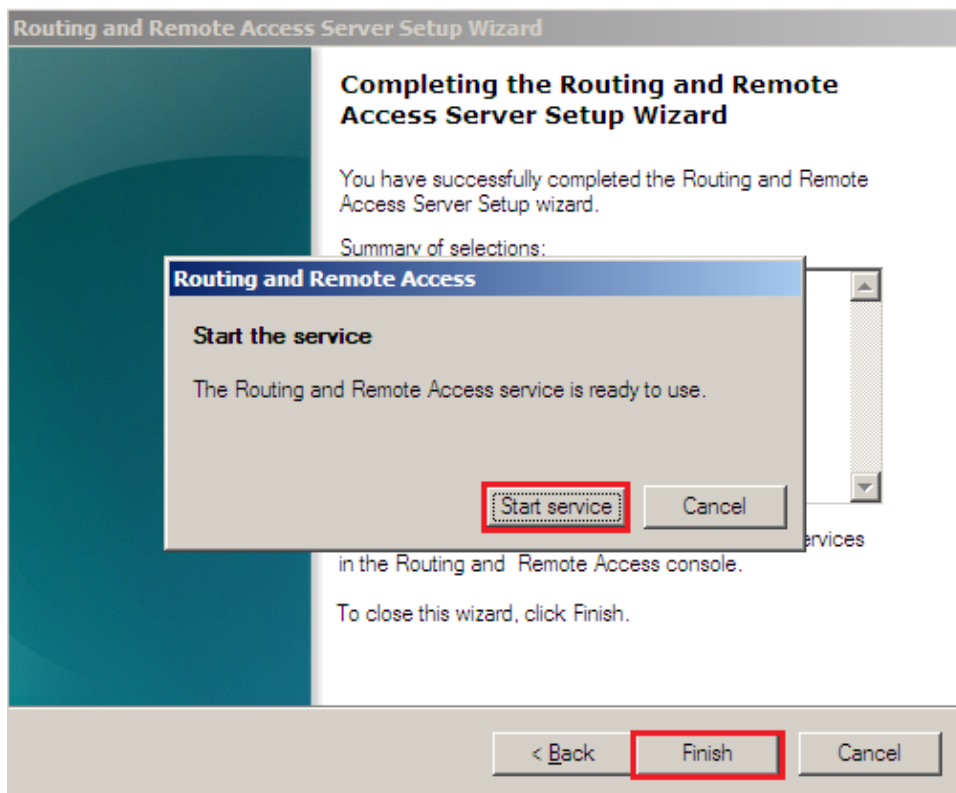 Routing and Remote Access Server Setup Wizard
Completing the Routing and Remote
Access Server Setup Wizard
You have successfully completed the Routing and Remote
Access Server Setup wizard.
Summary of selections:
Routing and Remote Access
Start the service
The Routing and Remote Access service is ready to use.
Start service
Cancel
in the Routing and Remote Access console.
To close this wizard, click Finish.
< Back
Finish
Cancel